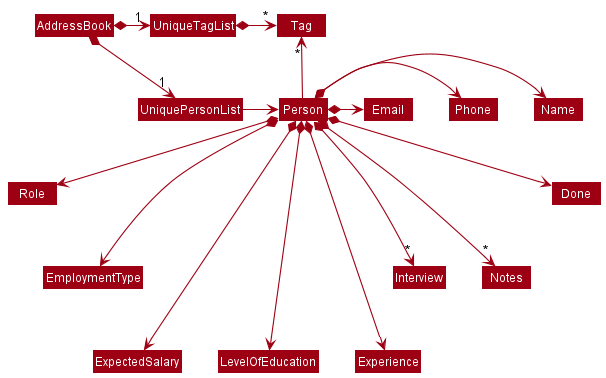 AddressBook
1
UniqueTagList
*
Tag
*
1
UniquePersonList
Person
Email
Phone
Name
Role
Done
EmploymentType
*
Interview
*
Notes
ExpectedSalary
LevelOfEducation
Experience